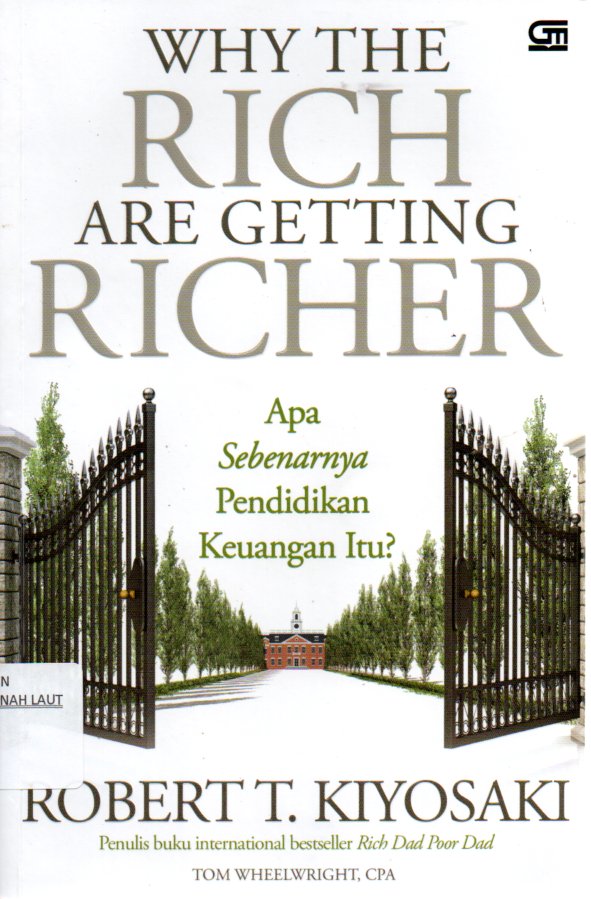 GM
WHY THE
RICH
ARE GETTING
RICHER
Apa
Sebenarnya
Pendidikan
Keuangan Itu?
N
NAH LAUT
ROBERT T. KIYOSAKI
Penulis buku international bestseller Rich Dad Poor Dad
TOM WHEELWRIGHT, CPA